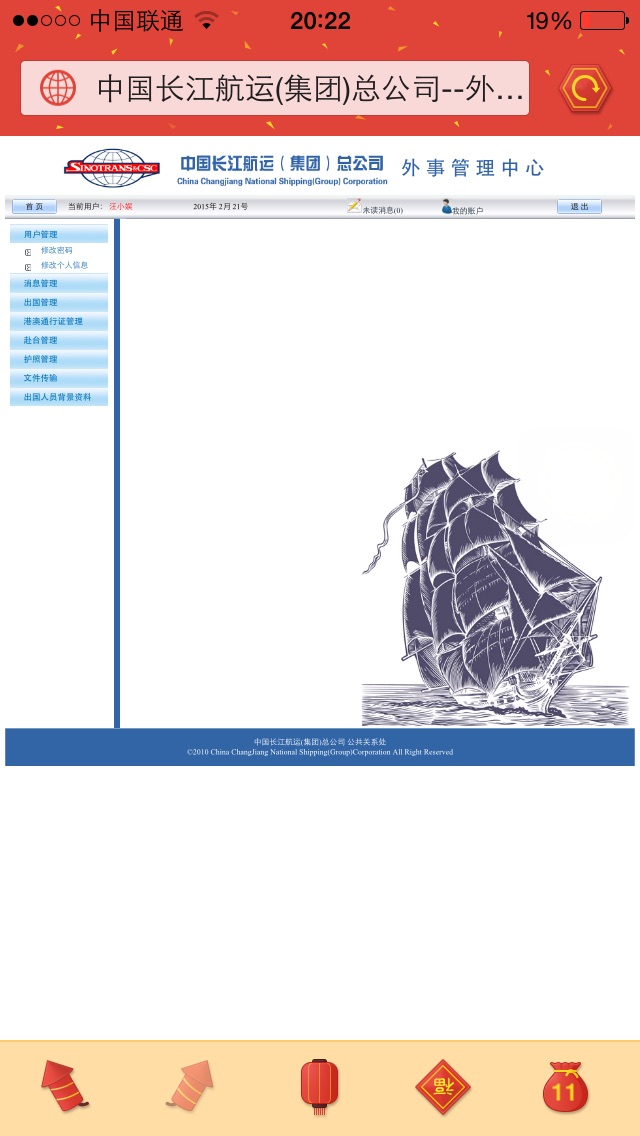 中国联通
20:22
19%
中国长江航运(集团)总公司--外...
SINOTRANS&CSC
中国长江航运（集团）总公司
China Changjiang National Shipping(Group) Corporation
外事管理中心
首 页
当前用户：
2015年 2月 21号
未读消息(0)
我的账户
退 出
用户管理
修改密码
修改个人信息
消息管理
出国管理
港澳通行证管理
赴台管理
护照管理
文件传输
出国人员背景资料
中国长江航运(集团)总公司 公共关系处
©2010 China ChangJiang National Shipping(Group)Corporation All Right Reserved
福
11